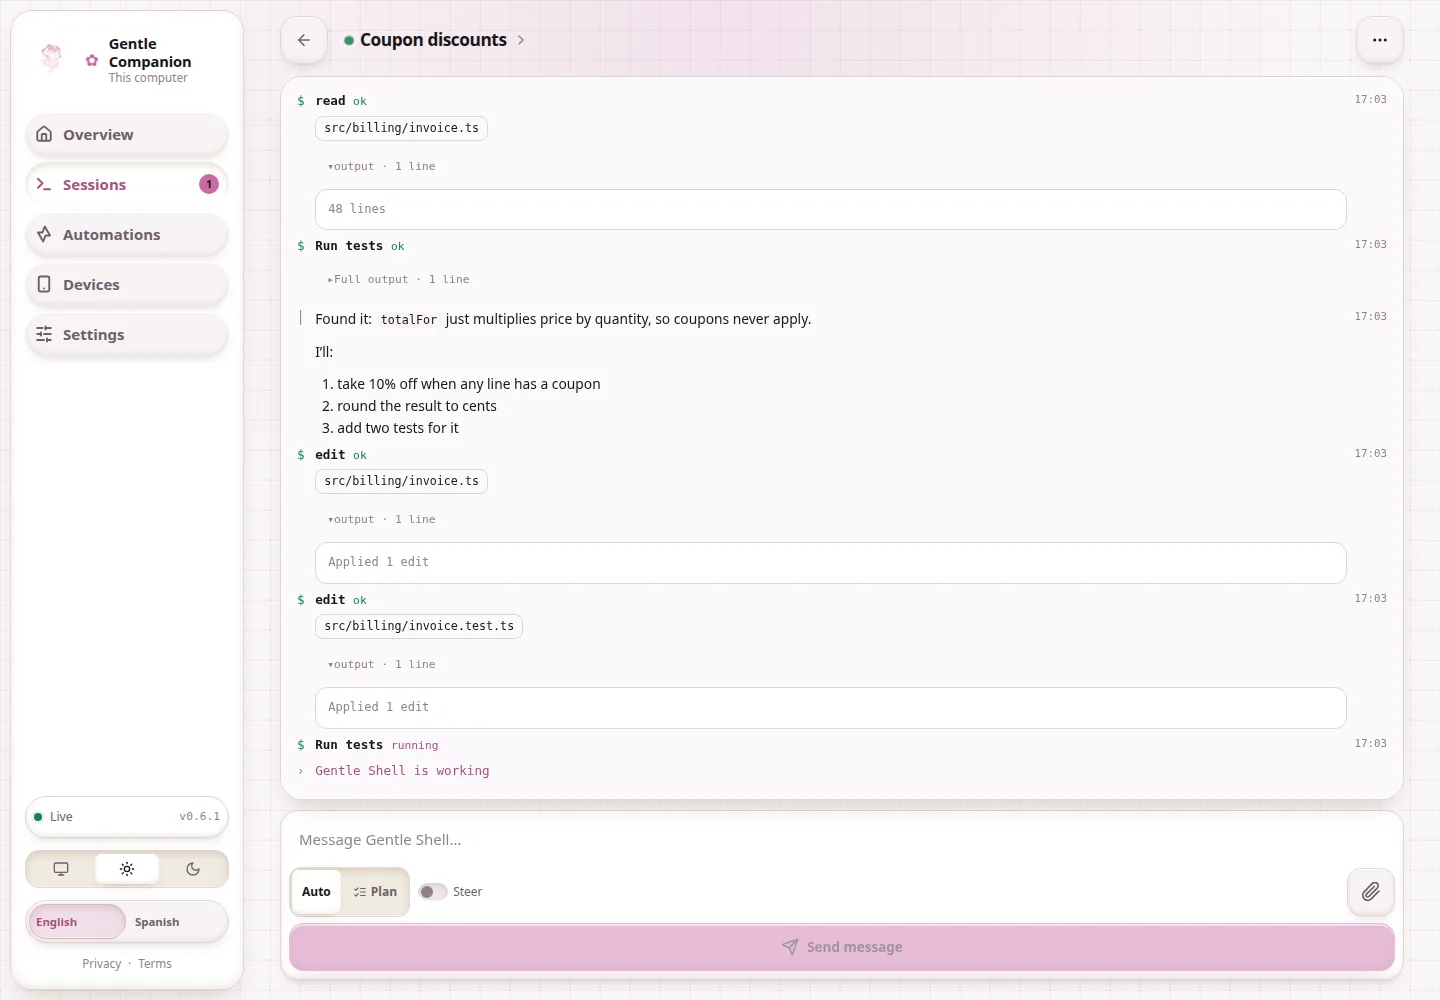 Gentle
Companion
This computer
Overview
Sessions 1
Automations
Devices
Settings
Live v0.6.1
English Spanish
Privacy · Terms
Coupon discounts
$ read ok 17:03
src/billing/invoice.ts
▾output · 1 line
48 lines
$ Run tests ok 17:03
▸Full output · 1 line
Found it: totalFor just multiplies price by quantity, so coupons never apply. 17:03
I’ll:
1. take 10% off when any line has a coupon
2. round the result to cents
3. add two tests for it
$ edit ok 17:03
src/billing/invoice.ts
▾output · 1 line
Applied 1 edit
$ edit ok 17:03
src/billing/invoice.test.ts
▾output · 1 line
Applied 1 edit
$ Run tests running 17:03
› Gentle Shell is working
Message Gentle Shell…
Auto Plan Steer
Send message